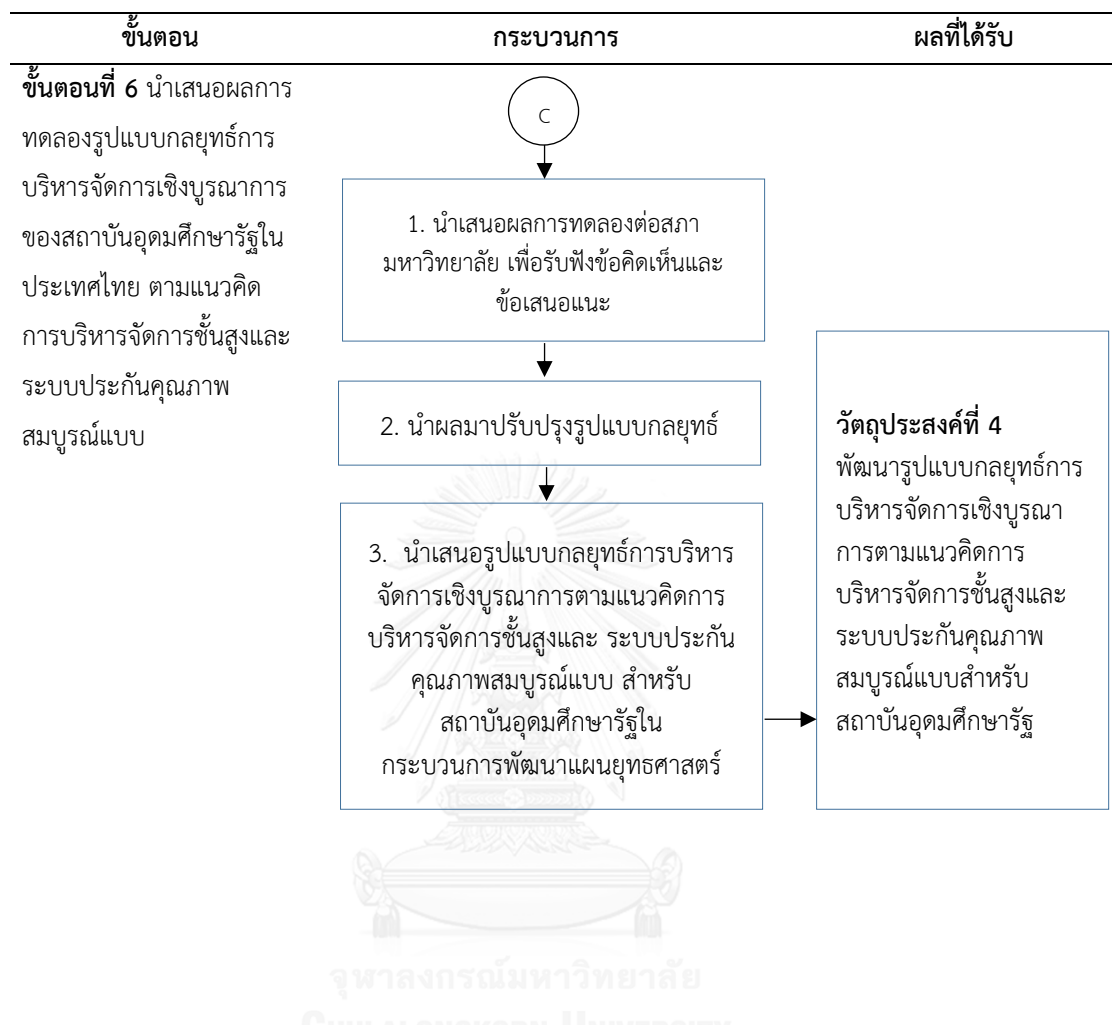 ขั้นตอน กระบวนการ ผลที่ได้รับ
ขั้นตอนที่ 6 นำเสนอผลการ
ทดลองรูปแบบกลยุทธ์การ
บริหารจัดการเชิงบูรณาการ
ของสถาบันอุดมศึกษารัฐใน
ประเทศไทย ตามแนวคิด
การบริหารจัดการชั้นสูงและ
ระบบประกันคุณภาพ
สมบูรณ์แบบ
C
1. นำเสนอผลการทดลองต่อสภา
มหาวิทยาลัย เพื่อรับฟังข้อคิดเห็นและ
ข้อเสนอแนะ
2. นำผลมาปรับปรุงรูปแบบกลยุทธ์
3. นำเสนอรูปแบบกลยุทธ์การบริหาร
จัดการเชิงบูรณาการตามแนวคิดการ
บริหารจัดการชั้นสูงและ ระบบประกัน
คุณภาพสมบูรณ์แบบ สำหรับ
สถาบันอุดมศึกษารัฐใน
กระบวนการพัฒนาแผนยุทธศาสตร์
วัตถุประสงค์ที่ 4
พัฒนารูปแบบกลยุทธ์การ
บริหารจัดการเชิงบูรณา
การตามแนวคิดการ
บริหารจัดการชั้นสูงและ
ระบบประกันคุณภาพ
สมบูรณ์แบบสำหรับ
สถาบันอุดมศึกษารัฐ
จุฬาลงกรณ์มหาวิทยาลัย